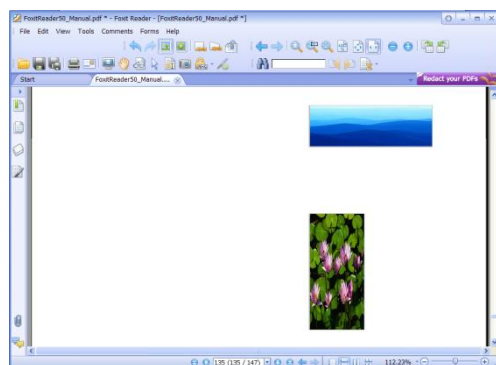 FoxitReader50_Manual.pdf * - Foxit Reader - [FoxitReader50_Manual.pdf *]
File Edit View Tools Comments Forms Help
Start FoxitReader50_Manual.... Redact your PDFs
135 (135 / 147) 112.23%